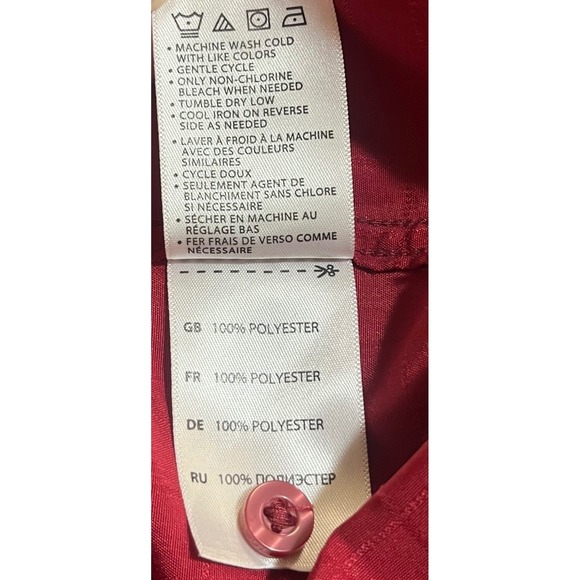 • MACHINE WASH COLD
WITH LIKE COLORS
• GENTLE CYCLE
• ONLY NON-CHLORINE
BLEACH WHEN NEEDED
• TUMBLE DRY LOW
• COOL IRON ON REVERSE
SIDE AS NEEDED
• LAVER À FROID À LA MACHINE
AVEC DES COULEURS
SIMILAIRES
• CYCLE DOUX
• SEULEMENT AGENT DE
BLANCHIMENT SANS CHLORE
SI NÉCESSAIRE
• SÉCHER EN MACHINE AU
RÉGLAGE BAS
• FER FRAIS DE VERSO COMME
NÉCESSAIRE
GB 100% POLYESTER
FR 100% POLYESTER
DE 100% POLYESTER
RU 100% ПОЛИЭСТЕР